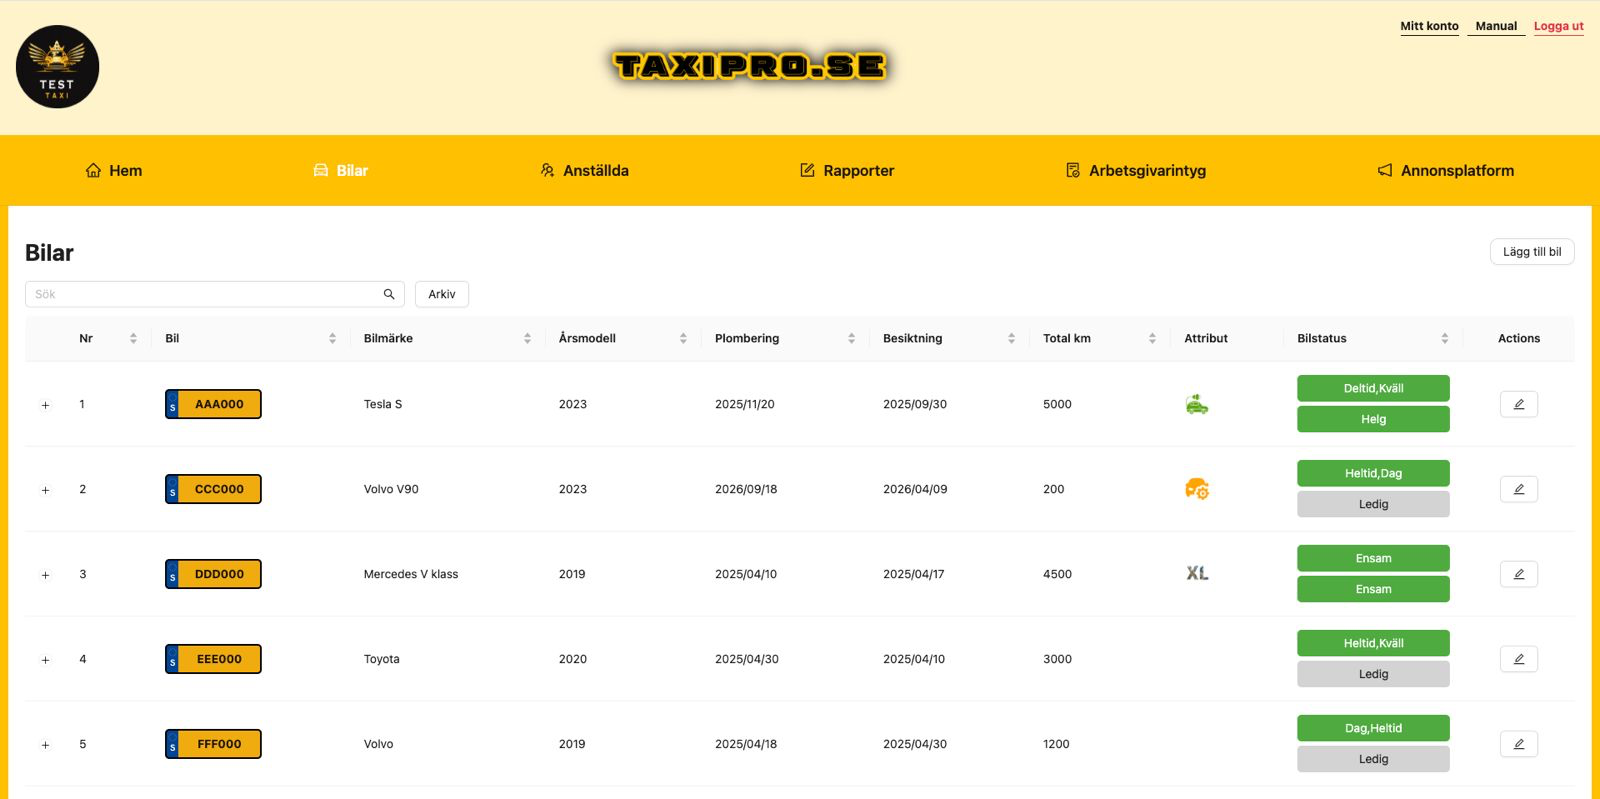 TEST
TAXI
TAXIPRO.SE
Mitt konto Manual Logga ut
Hem Bilar Anställda Rapporter Arbetsgivarintyg Annonsplatform
Bilar
Lägg till bil
Sök Arkiv
Nr Bil Bilmärke Årsmodell Plombering Besiktning Total km Attribut Bilstatus Actions
1 S AAA000 Tesla S 2023 2025/11/20 2025/09/30 5000 Deltid,Kväll
Helg
2 S CCC000 Volvo V90 2023 2026/09/18 2026/04/09 200 Heltid,Dag
Ledig
3 S DDD000 Mercedes V klass 2019 2025/04/10 2025/04/17 4500 XL Ensam
Ensam
4 S EEE000 Toyota 2020 2025/04/30 2025/04/10 3000 Heltid,Kväll
Ledig
5 S FFF000 Volvo 2019 2025/04/18 2025/04/30 1200 Dag,Heltid
Ledig